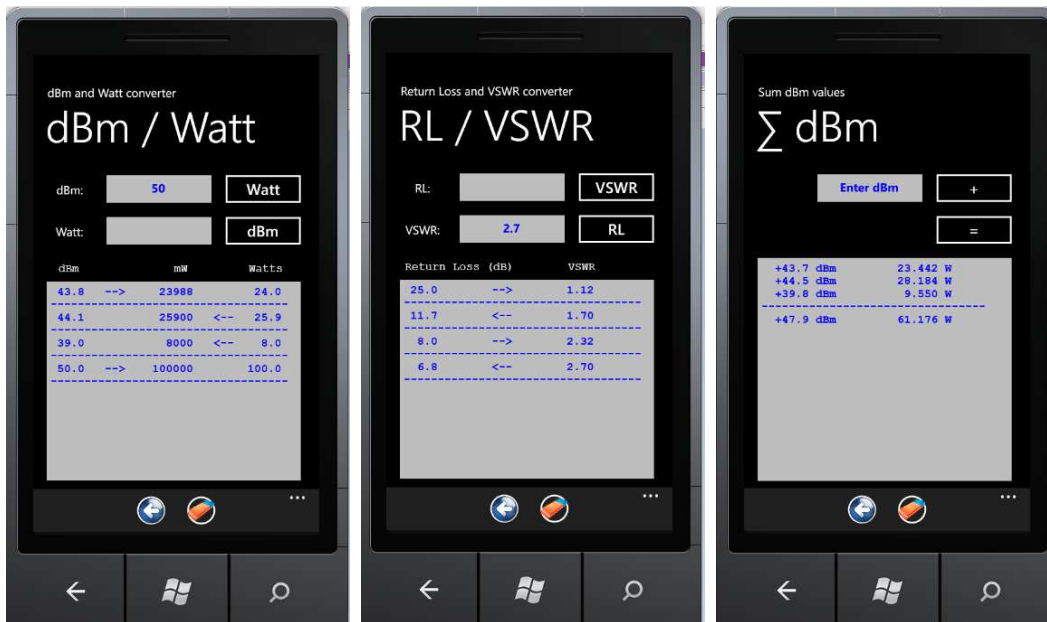 dBm and Watt converter
dBm / Watt
dBm: 50 Watt
Watt: dBm
dBm mW Watts
43.8 --> 23988 24.0
------------------------------
44.1 25900 <-- 25.9
------------------------------
39.0 8000 <-- 8.0
------------------------------
50.0 --> 100000 100.0
------------------------------
...
Return Loss and VSWR converter
RL / VSWR
RL: VSWR
VSWR: 2.7 RL
Return Loss (dB) VSWR
25.0 --> 1.12
------------------------------
11.7 <-- 1.70
------------------------------
8.0 --> 2.32
------------------------------
6.8 <-- 2.70
------------------------------
...
Sum dBm values
∑ dBm
Enter dBm +
=
+43.7 dBm 23.442 W
+44.5 dBm 28.184 W
+39.8 dBm 9.550 W
------------------------------
+47.9 dBm 61.176 W
...